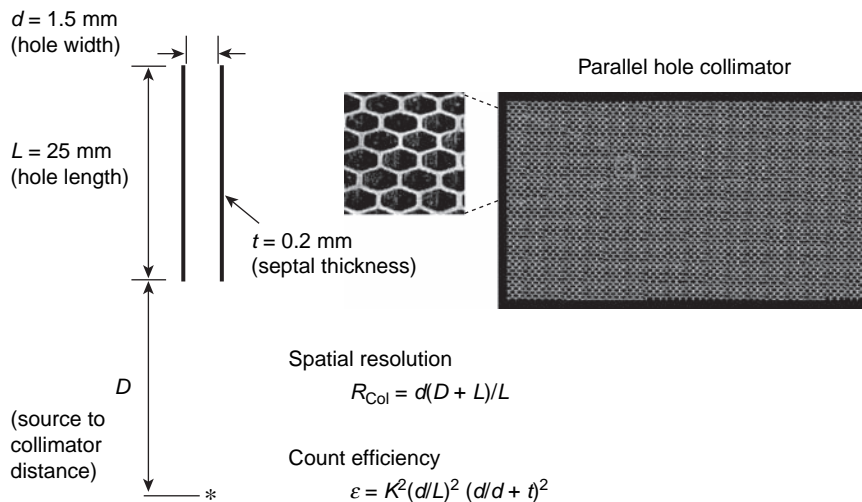 d = 1.5 mm
(hole width)
Parallel hole collimator
L = 25 mm
(hole length)
t = 0.2 mm
(septal thickness)
Spatial resolution
D
R_Col = d(D + L)/L
(source to
collimator
distance)
Count efficiency
*
ε = K²(d/L)² (d/d + t)²